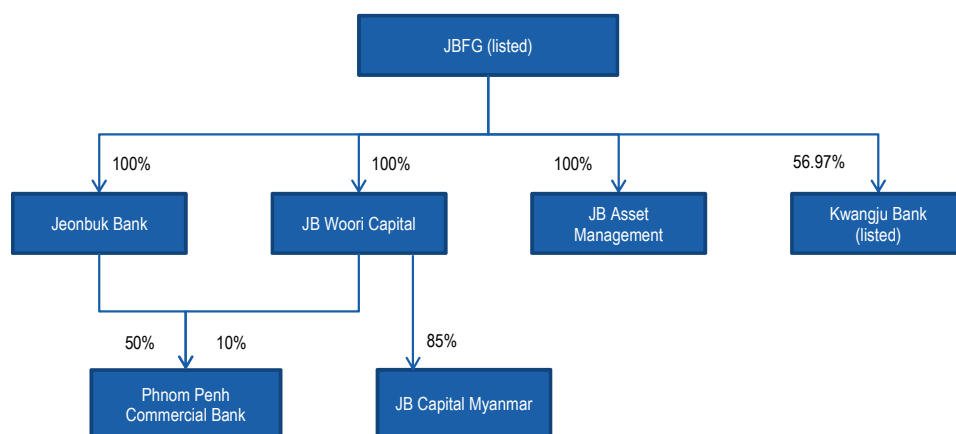 JBFG (listed)
100%
100%
100%
56.97%
Jeonbuk Bank
JB Woori Capital
JB Asset
Management
Kwangju Bank
(listed)
50%
10%
85%
Phnom Penh
Commercial Bank
JB Capital Myanmar